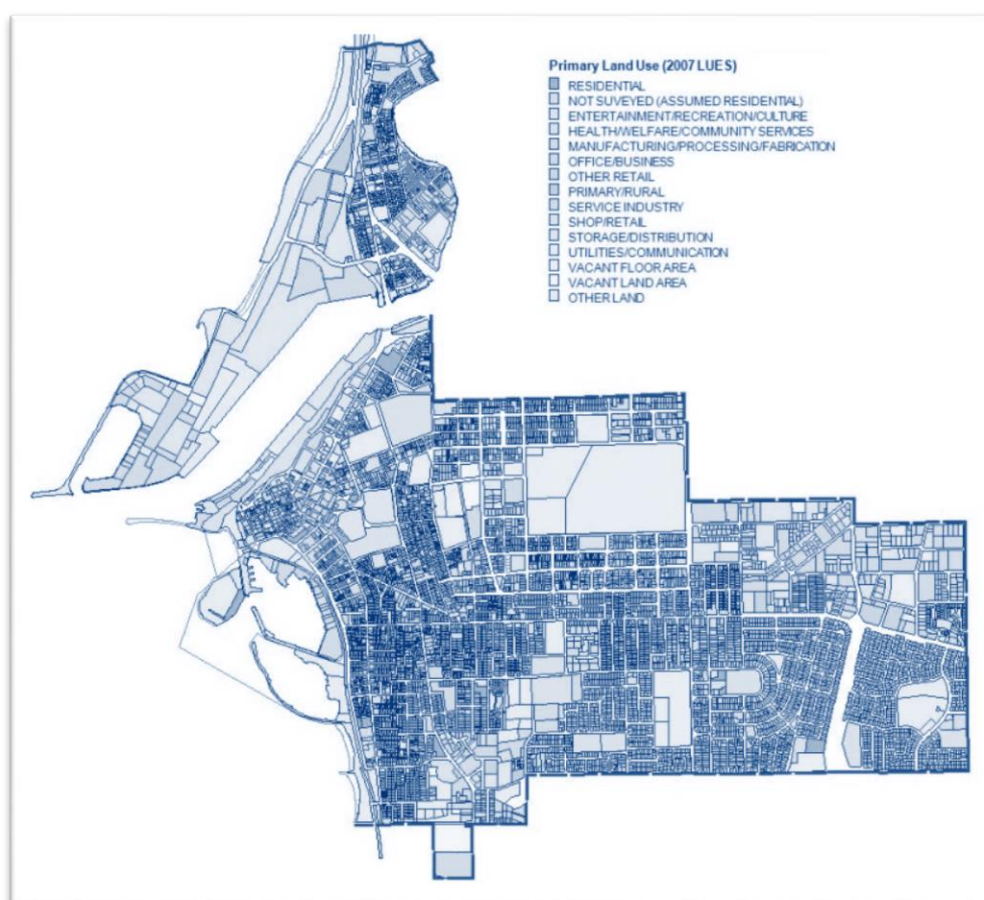 Primary Land Use (2007 LUES)
RESIDENTIAL
NOT SUVEYED (ASSUMED RESIDENTIAL)
ENTERTAINMENT/RECREATION/CULTURE
HEALTH/WELFARE/COMMUNITY SERVICES
MANUFACTURING/PROCESSING/FABRICATION
OFFICE/BUSINESS
OTHER RETAIL
PRIMARY/RURAL
SERVICE INDUSTRY
SHOP/RETAIL
STORAGE/DISTRIBUTION
UTILITIES/COMMUNICATION
VACANT FLOOR AREA
VACANT LAND AREA
OTHER LAND